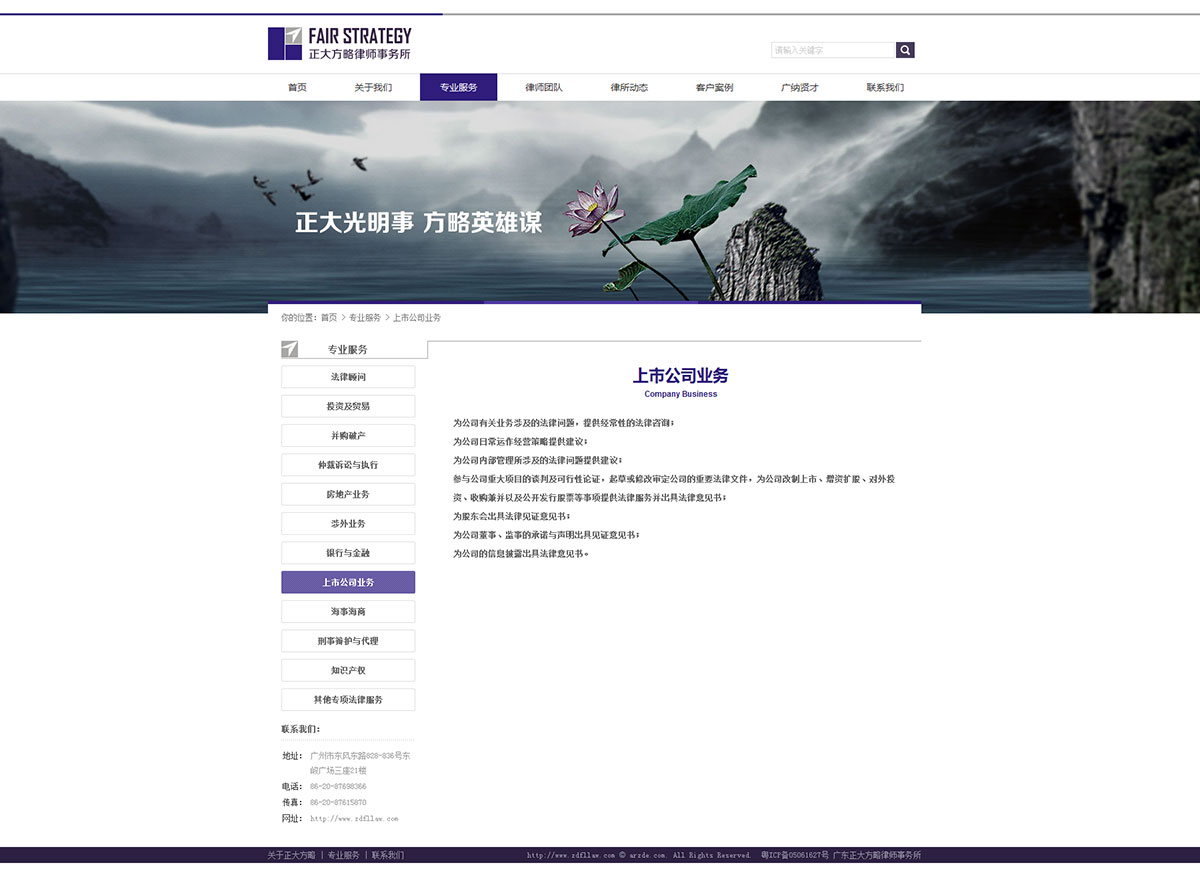 FAIR STRATEGY
正大方略律师事务所
请输入关键字
首页 关于我们 专业服务 律师团队 律所动态 客户案例 广纳贤才 联系我们
正大光明事 方略英雄谋
你的位置：首页 > 专业服务 > 上市公司业务
专业服务
法律顾问
投资及贸易
并购破产
仲裁诉讼与执行
房地产业务
涉外业务
银行与金融
上市公司业务
海事海商
刑事辩护与代理
知识产权
其他专项法律服务
联系我们：
地址：广州市东风东路828-836号东
峻广场三座21楼
电话：86-20-87698366
传真：86-20-87615870
网址：http://www.zdfllaw.com
上市公司业务
Company Business
为公司有关业务涉及的法律问题，提供经常性的法律咨询；
为公司日常运作经营策略提供建议；
为公司内部管理所涉及的法律问题提供建议；
参与公司重大项目的谈判及可行性论证，起草或修改审定公司的重要法律文件，为公司改制上市、增资扩股、对外投
资、收购兼并以及公开发行股票等事项提供法律服务并出具法律意见书；
为股东会出具法律见证意见书；
为公司董事、监事的承诺与声明出具见证意见书；
为公司的信息披露出具法律意见书。
关于正大方略 | 专业服务 | 联系我们
http://www.zdfllaw.com © arzde.com. All Rights Reserved. 粤ICP备05061627号 广东正大方略律师事务所